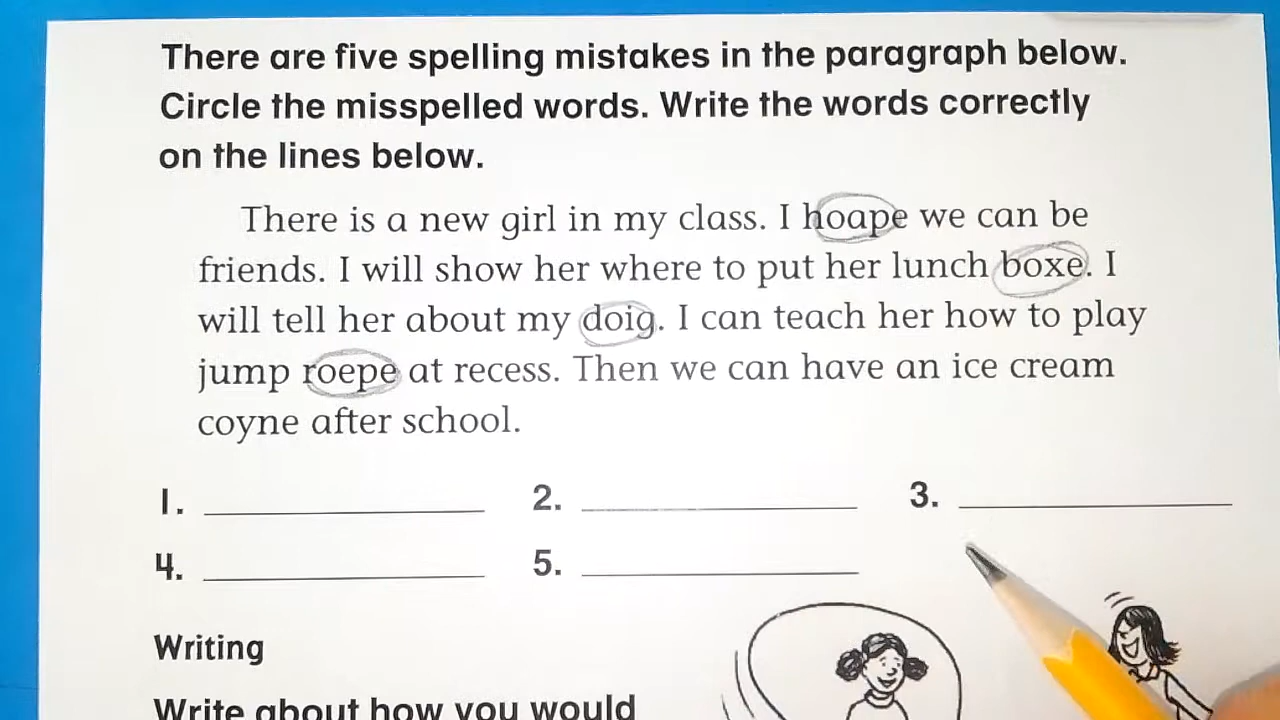 There are five spelling mistakes in the paragraph below.
Circle the misspelled words. Write the words correctly
on the lines below.
There is a new girl in my class. I hoape we can be
friends. I will show her where to put her lunch boxe. I
will tell her about my doig. I can teach her how to play
jump roepe at recess. Then we can have an ice cream
coyne after school.
1. 2. 3.
4. 5.
Writing
Write about how you would